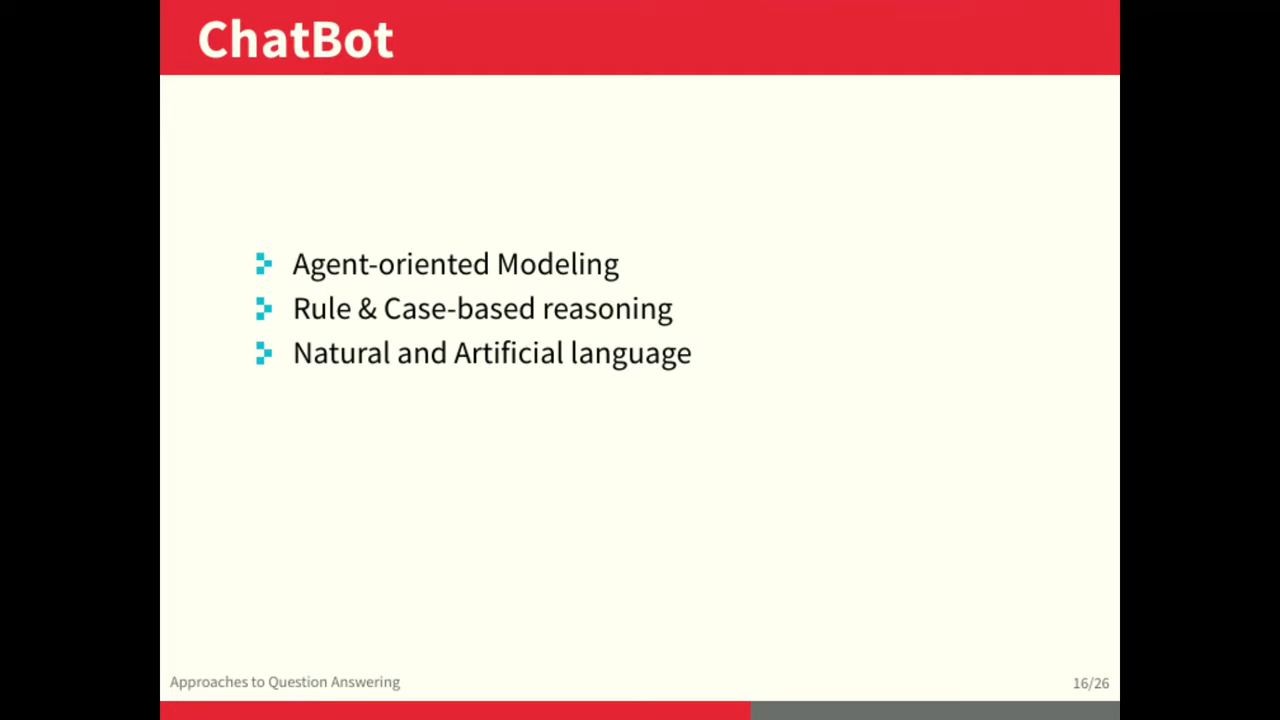 ChatBot
Agent-oriented Modeling
Rule & Case-based reasoning
Natural and Artificial language
Approaches to Question Answering
16/26